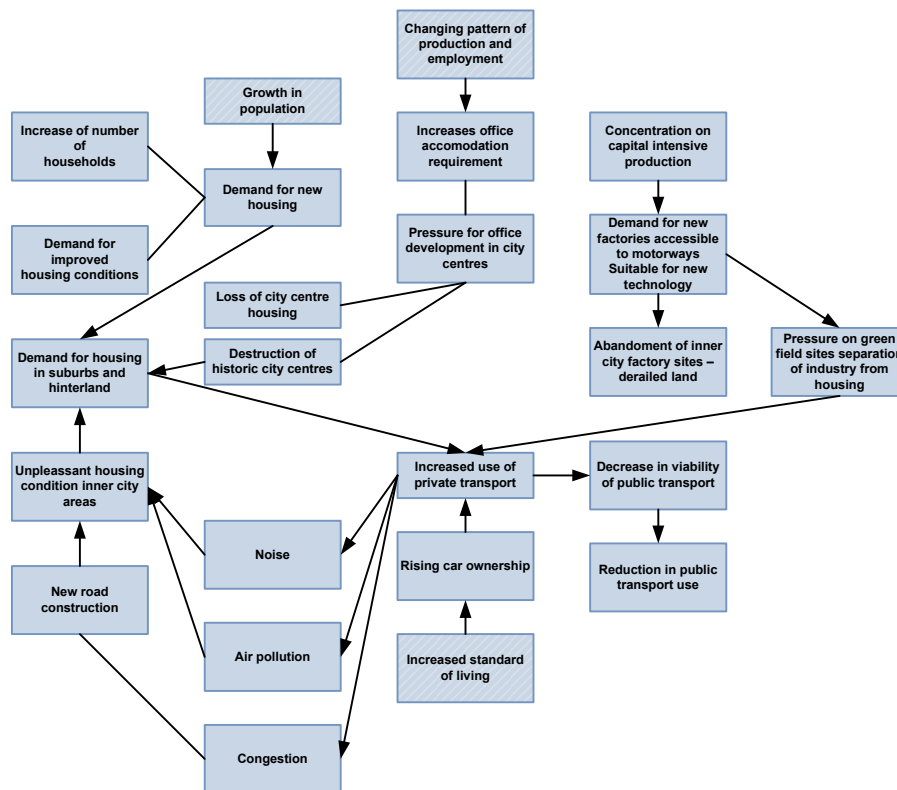 Changing pattern of
production and
employment
Growth in
population
Increase of number
of
households
Increases office
accomodation
requirement
Concentration on
capital intensive
production
Demand for new
housing
Demand for
improved
housing conditions
Pressure for office
development in city
centres
Demand for new
factories accessible
to motorways
Suitable for new
technology
Loss of city centre
housing
Demand for housing
in suburbs and
hinterland
Destruction of
historic city centres
Abandoment of inner
city factory sites –
derailed land
Pressure on green
field sites separation
of industry from
housing
Unpleassant housing
condition inner city
areas
Increased use of
private transport
Decrease in viability
of public transport
Noise
Rising car ownership
New road
construction
Reduction in public
transport use
Air pollution
Increased standard
of living
Congestion